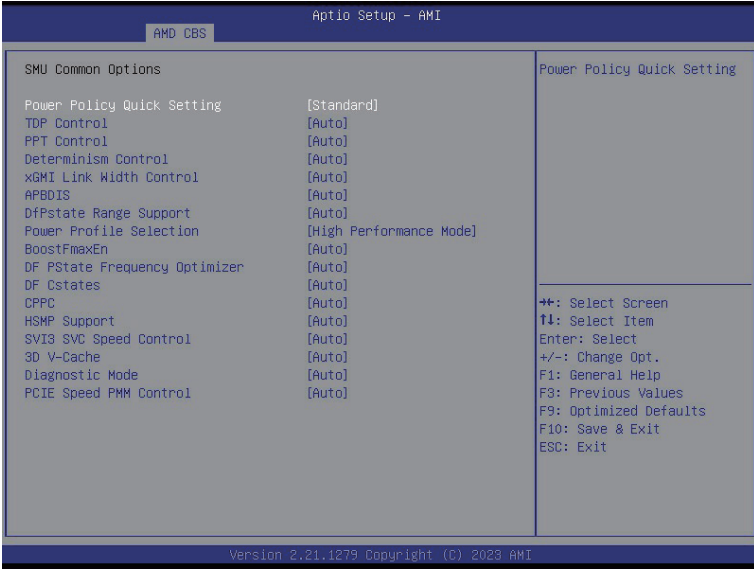 Aptio Setup – AMI
AMD CBS
SMU Common Options
Power Policy Quick Setting [Standard]
TDP Control [Auto]
PPT Control [Auto]
Determinism Control [Auto]
xGMI Link Width Control [Auto]
APBDIS [Auto]
DfPstate Range Support [Auto]
Power Profile Selection [High Performance Mode]
BoostFmaxEn [Auto]
DF PState Frequency Optimizer [Auto]
DF Cstates [Auto]
CPPC [Auto]
HSMP Support [Auto]
SVI3 SVC Speed Control [Auto]
3D V-Cache [Auto]
Diagnostic Mode [Auto]
PCIE Speed PMM Control [Auto]
Power Policy Quick Setting
→←: Select Screen
↑↓: Select Item
Enter: Select
+/-: Change Opt.
F1: General Help
F3: Previous Values
F9: Optimized Defaults
F10: Save & Exit
ESC: Exit
Version 2.21.1279 Copyright (C) 2023 AMI